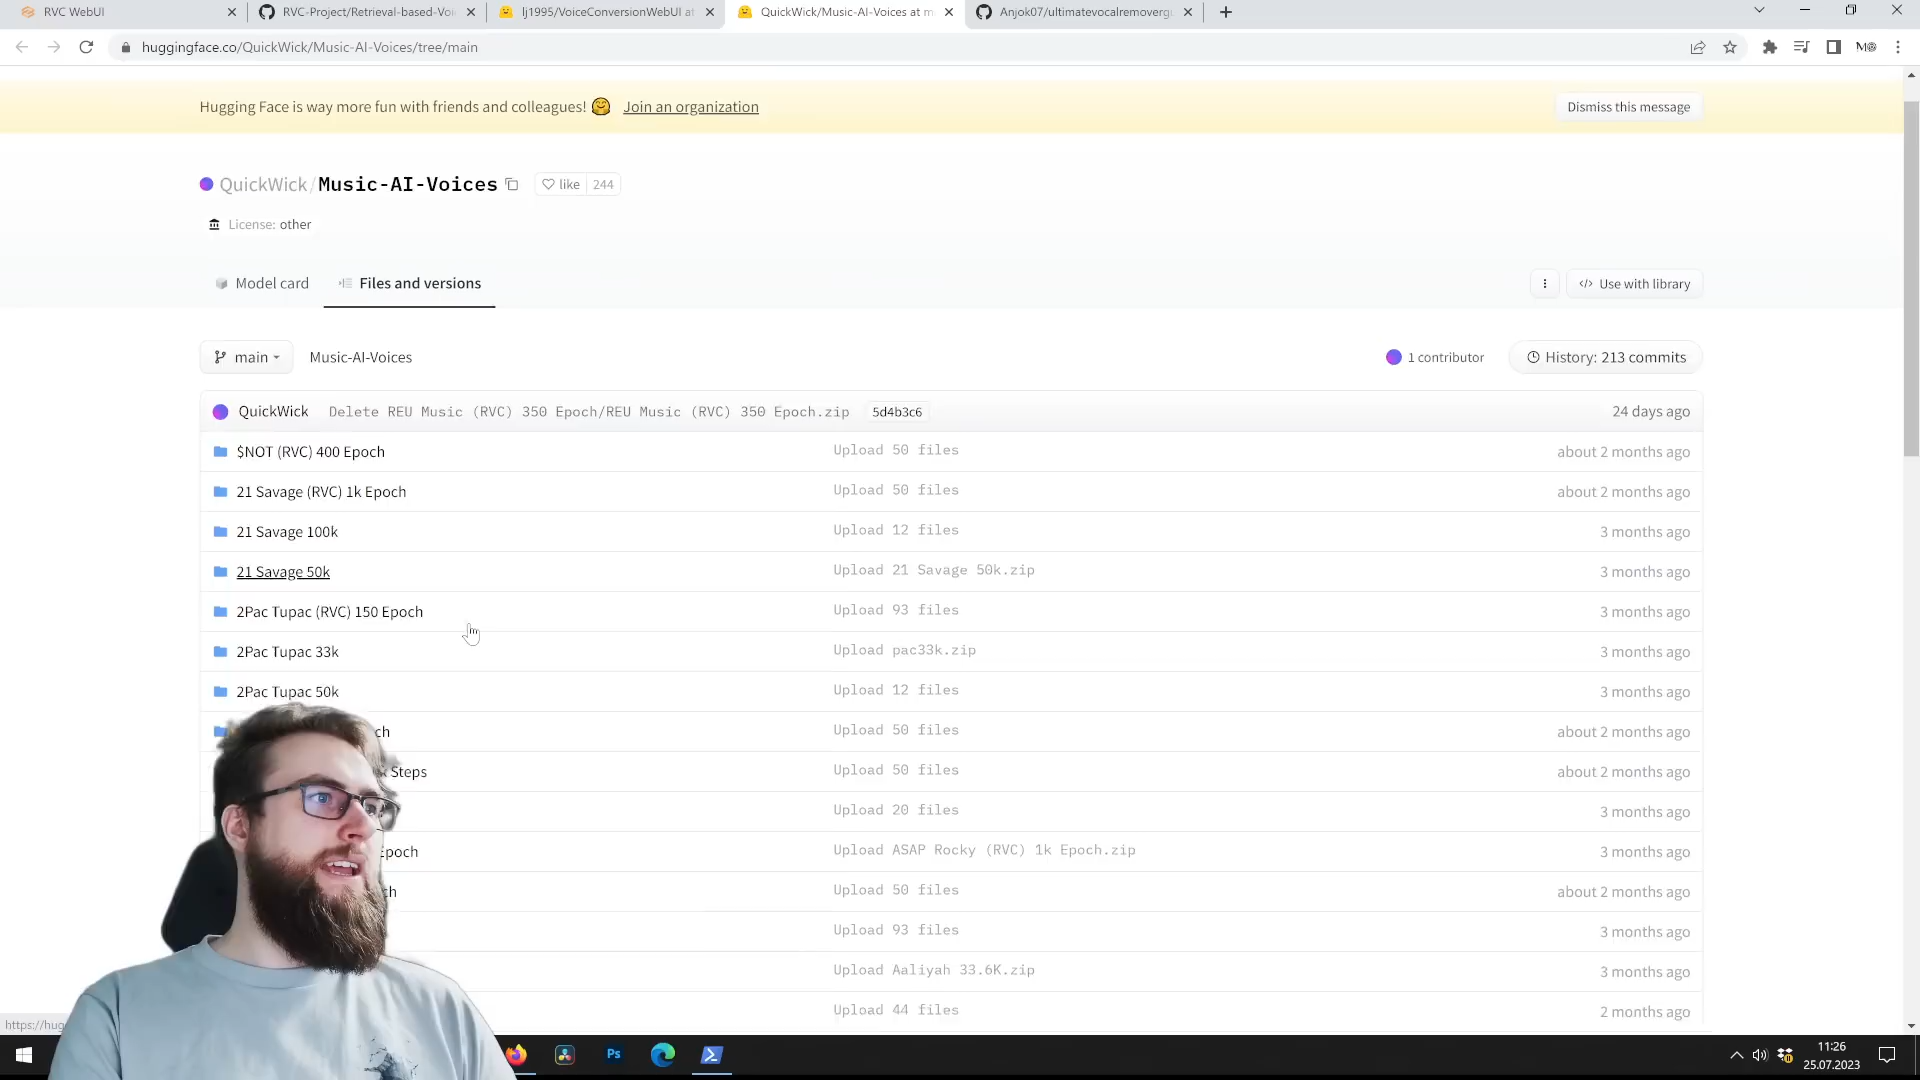 RVC WebUI
RVC-Project/Retrieval-based-Voi
lj1995/VoiceConversionWebUI at
QuickWick/Music-AI-Voices at m
Anjok07/ultimatevocalremovergu
huggingface.co/QuickWick/Music-AI-Voices/tree/main
Hugging Face is way more fun with friends and colleagues! 🤗 Join an organization
Dismiss this message
QuickWick/Music-AI-Voices
like 244
License: other
Model card
Files and versions
Use with library
main
Music-AI-Voices
1 contributor
History: 213 commits
QuickWick Delete REU Music (RVC) 350 Epoch/REU Music (RVC) 350 Epoch.zip 5d4b3c6 24 days ago
$NOT (RVC) 400 Epoch Upload 50 files about 2 months ago
21 Savage (RVC) 1k Epoch Upload 50 files about 2 months ago
21 Savage 100k Upload 12 files 3 months ago
21 Savage 50k Upload 21 Savage 50k.zip 3 months ago
2Pac Tupac (RVC) 150 Epoch Upload 93 files 3 months ago
2Pac Tupac 33k Upload pac33k.zip 3 months ago
2Pac Tupac 50k Upload 12 files 3 months ago
ch Upload 50 files about 2 months ago
k Steps Upload 50 files about 2 months ago
Upload 20 files 3 months ago
Epoch Upload ASAP Rocky (RVC) 1k Epoch.zip 3 months ago
ch Upload 50 files about 2 months ago
Upload 93 files 3 months ago
Upload Aaliyah 33.6K.zip 3 months ago
Upload 44 files 2 months ago
https://hug
Ps
11:26
25.07.2023